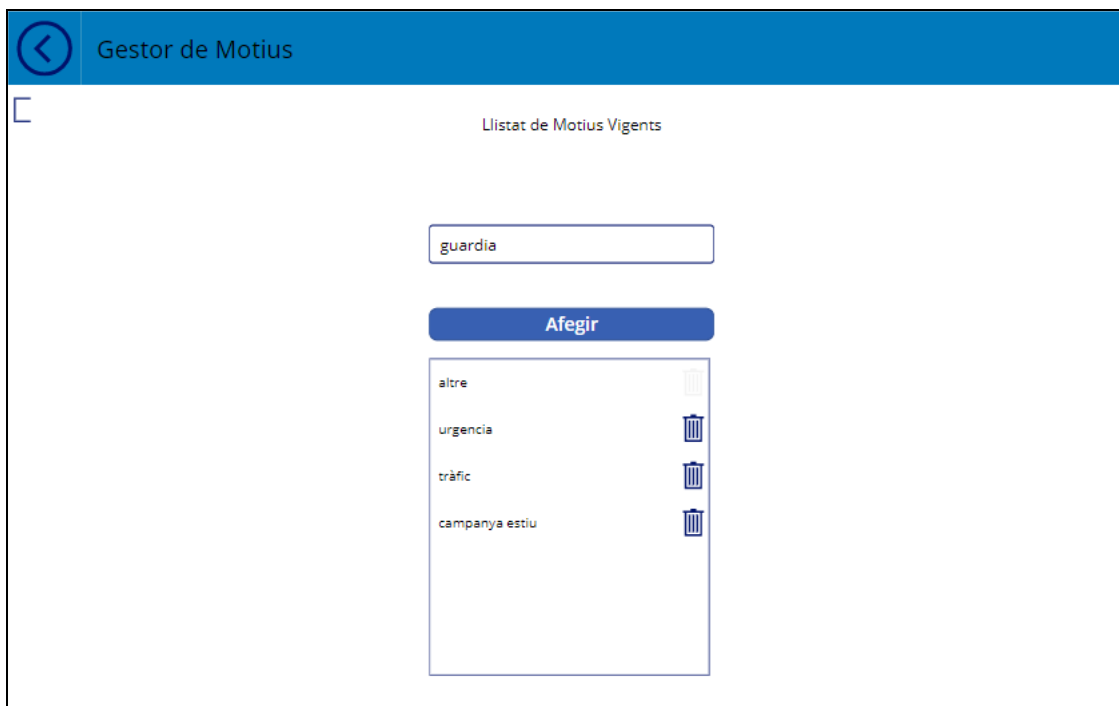 Gestor de Motius
Llistat de Motius Vigents
guardia
Afegir
altre
urgencia
tràfic
campanya estiu